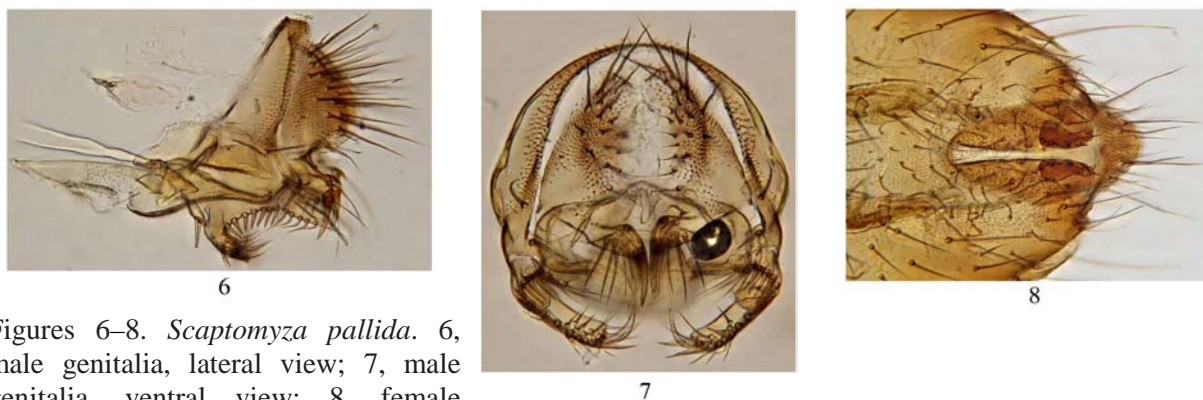 6
7
8
Figures 6–8. Scaptomyza pallida. 6,
male genitalia, lateral view; 7, male
genitalia, ventral view; 8, female